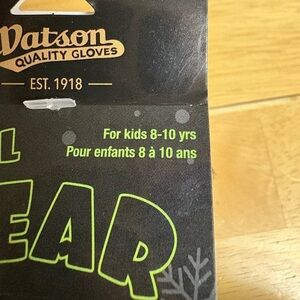 Watson
QUALITY GLOVES
EST. 1918
For kids 8-10 yrs
Pour enfants 8 à 10 ans
L
EAR